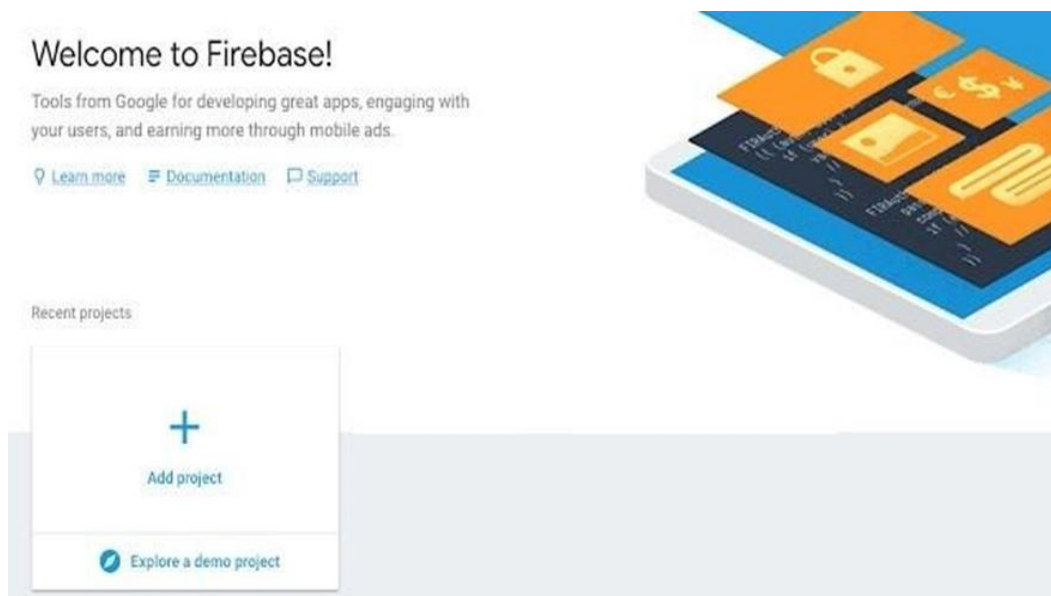 Welcome to Firebase!
Tools from Google for developing great apps, engaging with
your users, and earning more through mobile ads.
Learn more Documentation Support
Recent projects
Add project
Explore a demo project